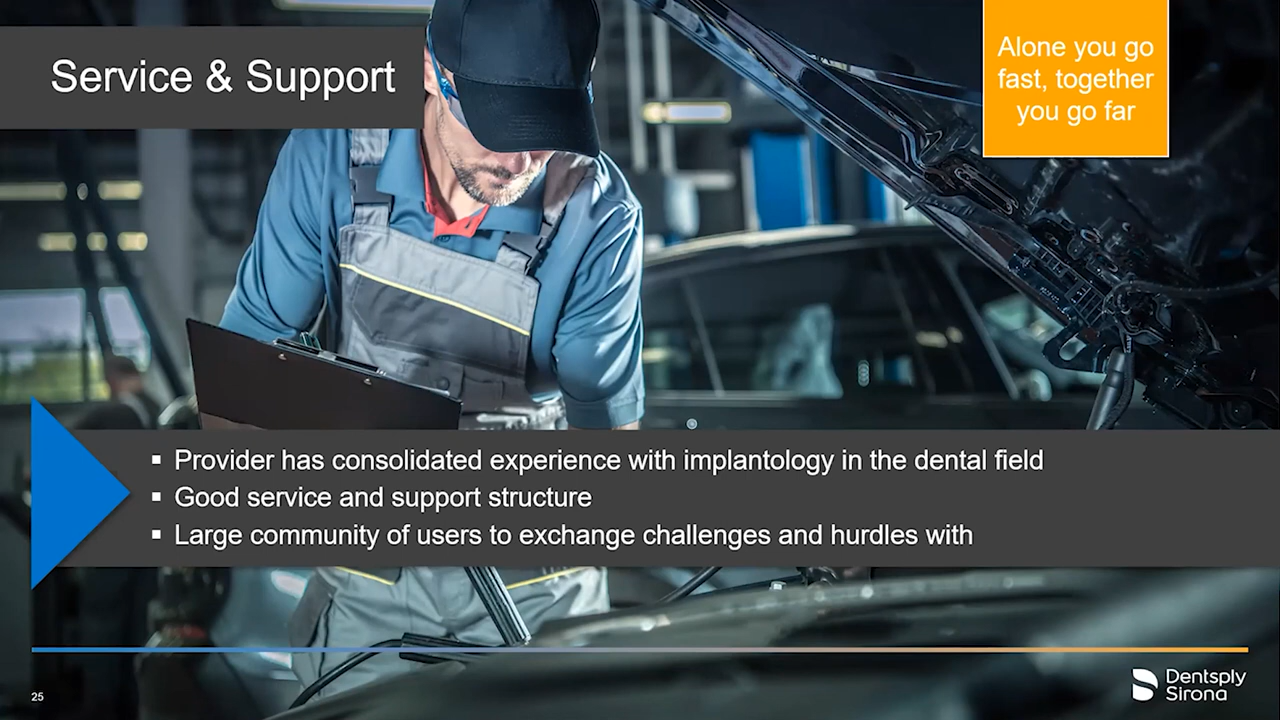 Service & Support
Alone you go
fast, together
you go far
▪ Provider has consolidated experience with implantology in the dental field
▪ Good service and support structure
▪ Large community of users to exchange challenges and hurdles with
25
Dentsply
Sirona